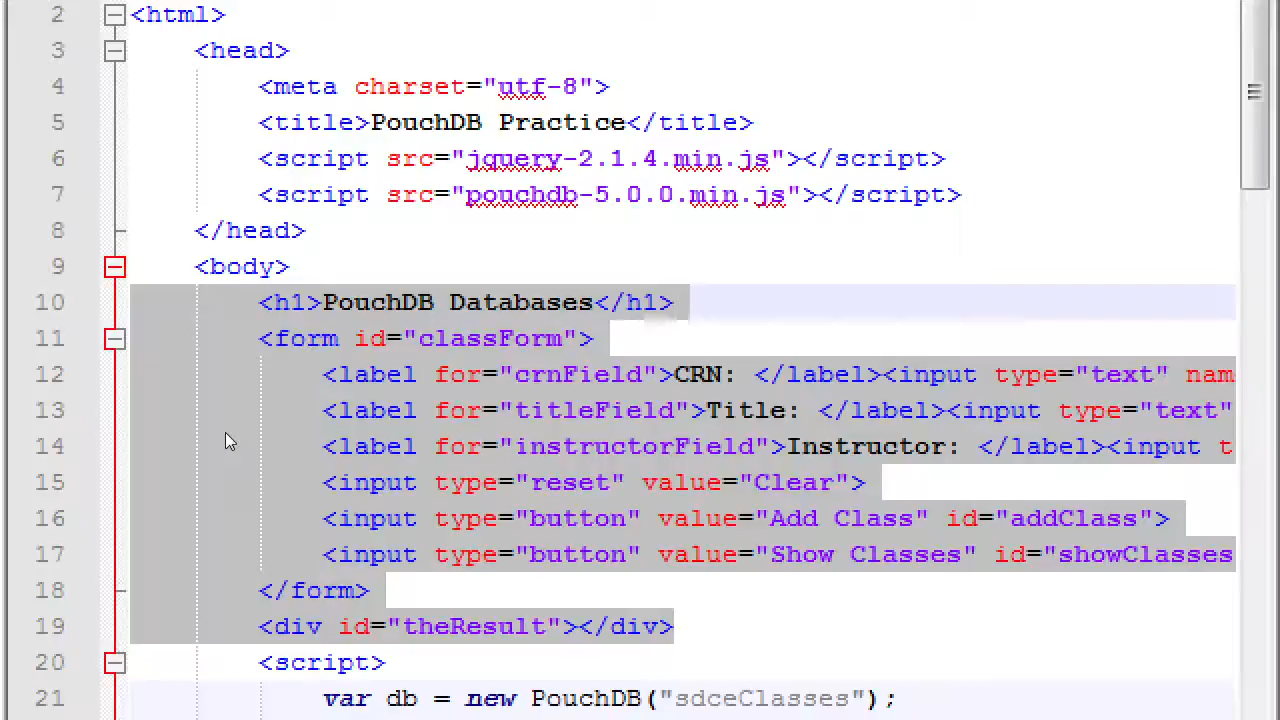 2 <html>
3 <head>
4 <meta charset="utf-8">
5 <title>PouchDB Practice</title>
6 <script src="jquery-2.1.4.min.js"></script>
7 <script src="pouchdb-5.0.0.min.js"></script>
8 </head>
9 <body>
10 <h1>PouchDB Databases</h1>
11 <form id="classForm">
12 <label for="crnField">CRN: </label><input type="text" nam
13 <label for="titleField">Title: </label><input type="text"
14 <label for="instructorField">Instructor: </label><input t
15 <input type="reset" value="Clear">
16 <input type="button" value="Add Class" id="addClass">
17 <input type="button" value="Show Classes" id="showClasses
18 </form>
19 <div id="theResult"></div>
20 <script>
21 var db = new PouchDB("sdceClasses");